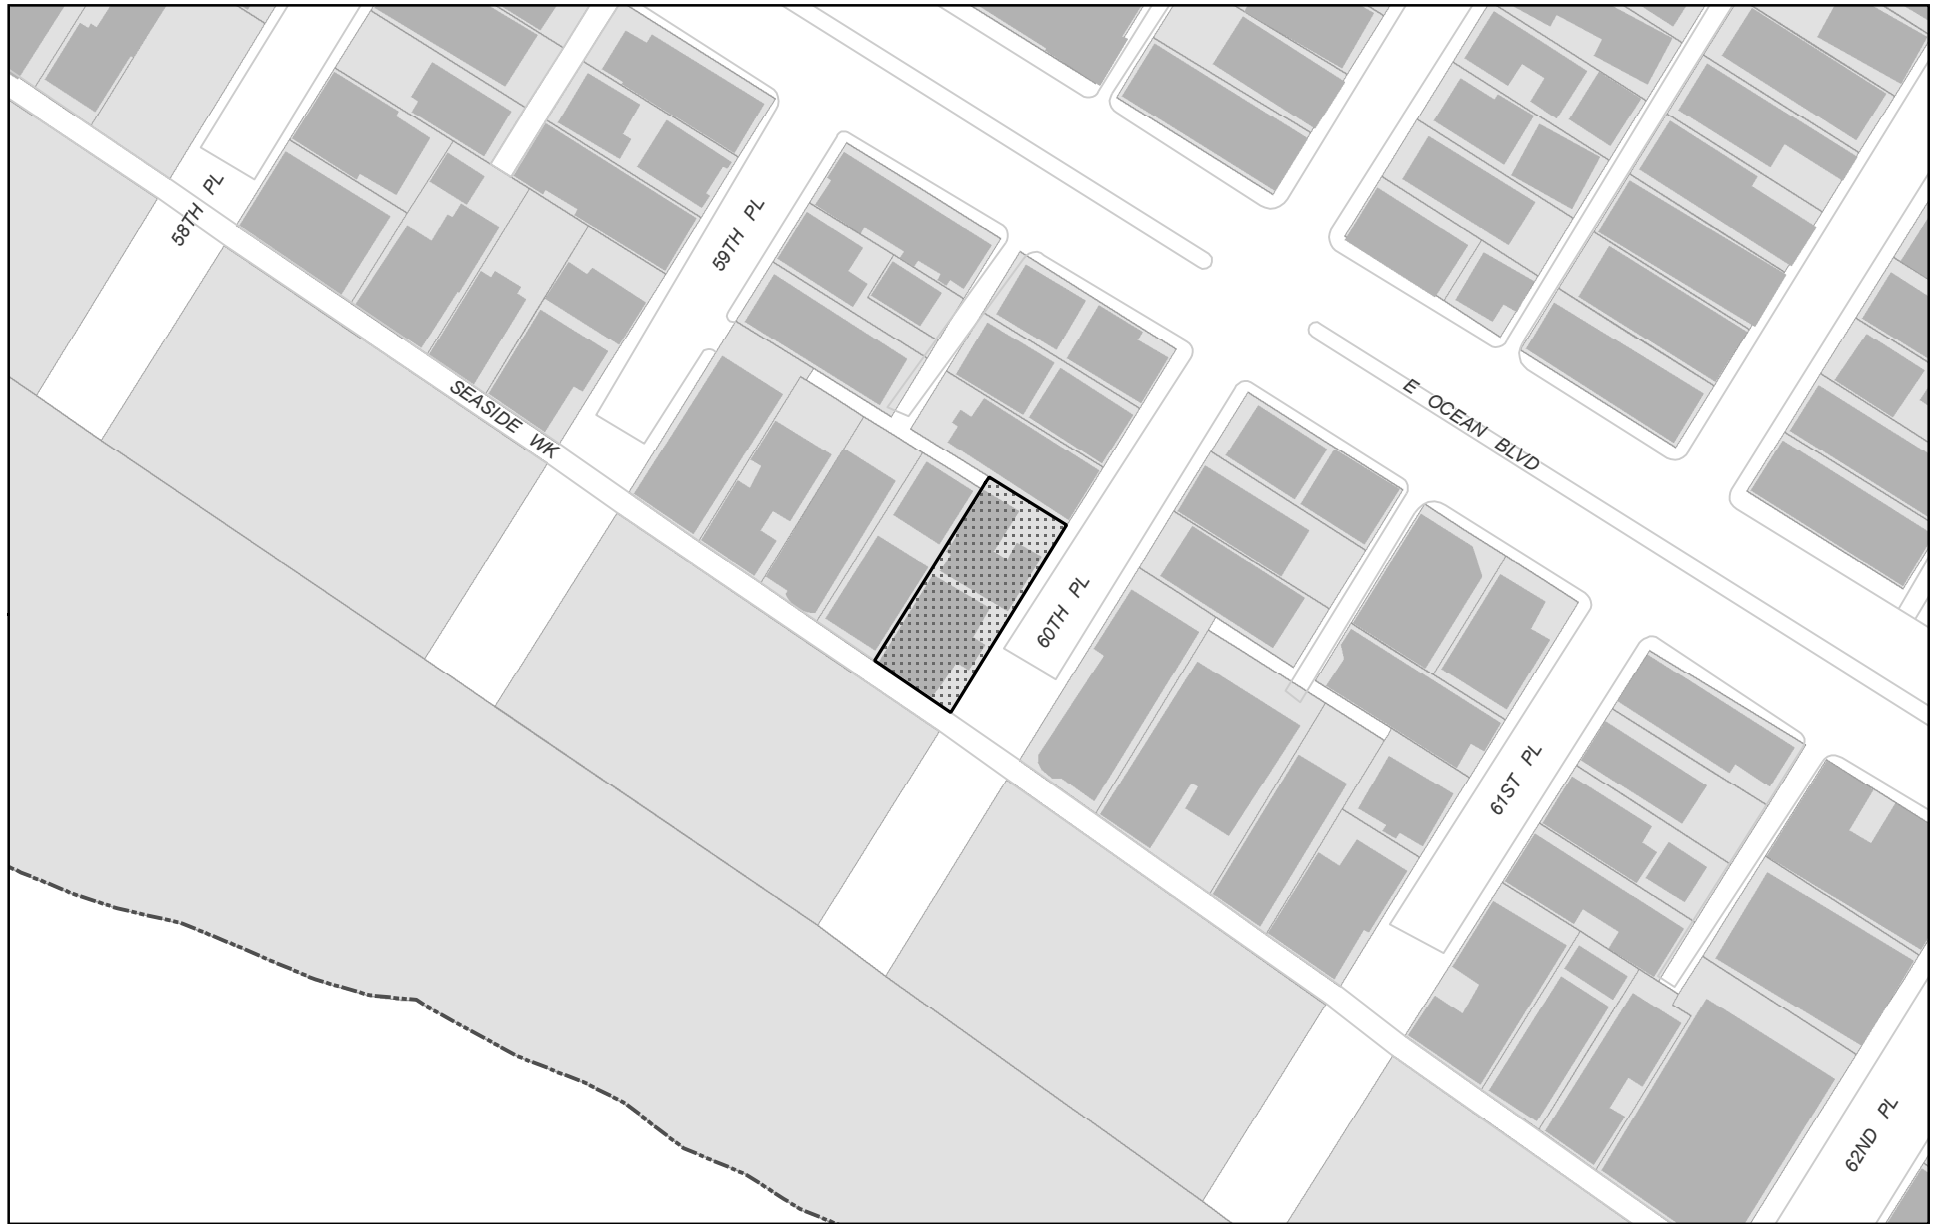 58TH PL
59TH PL
E OCEAN BLVD
SEASIDE WK
60TH PL
61ST PL
62ND PL